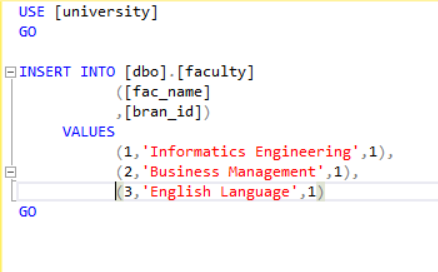 USE [university]
GO
INSERT INTO [dbo].[faculty]
([fac_name]
,[bran_id])
VALUES
(1,'Informatics Engineering',1),
(2,'Business Management',1),
(3,'English Language',1)
GO